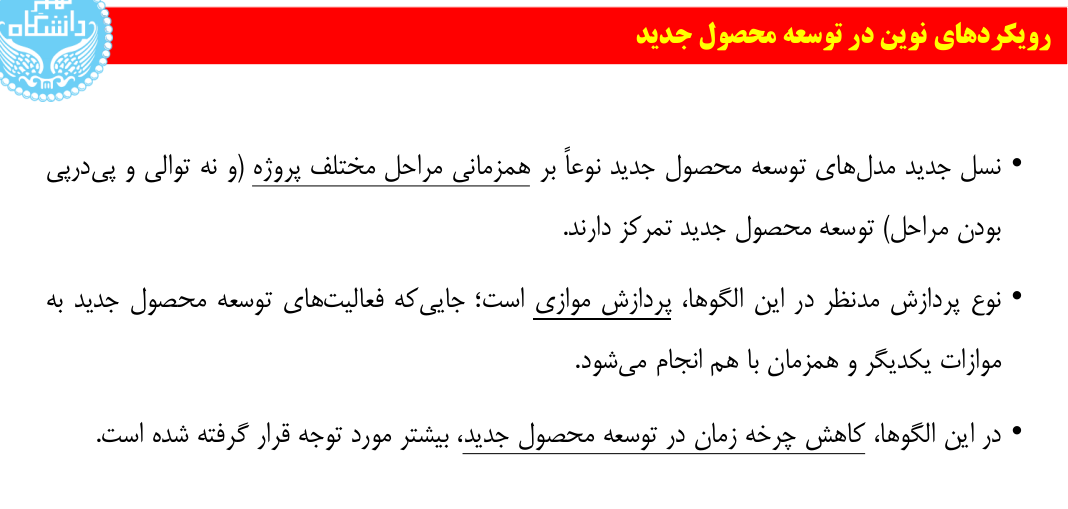 دانشگاه
رویکردهای نوین در توسعه محصول جدید
• نسل جدید مدل‌های توسعه محصول جدید نوعاً بر همزمانی مراحل مختلف پروژه (و نه توالی و پی‌درپی
بودن مراحل) توسعه محصول جدید تمرکز دارند.
• نوع پردازش مدنظر در این الگوها، پردازش موازی است؛ جایی‌که فعالیت‌های توسعه محصول جدید به
موازات یکدیگر و همزمان با هم انجام می‌شود.
• در این الگوها، کاهش چرخه زمان در توسعه محصول جدید، بیشتر مورد توجه قرار گرفته شده است.